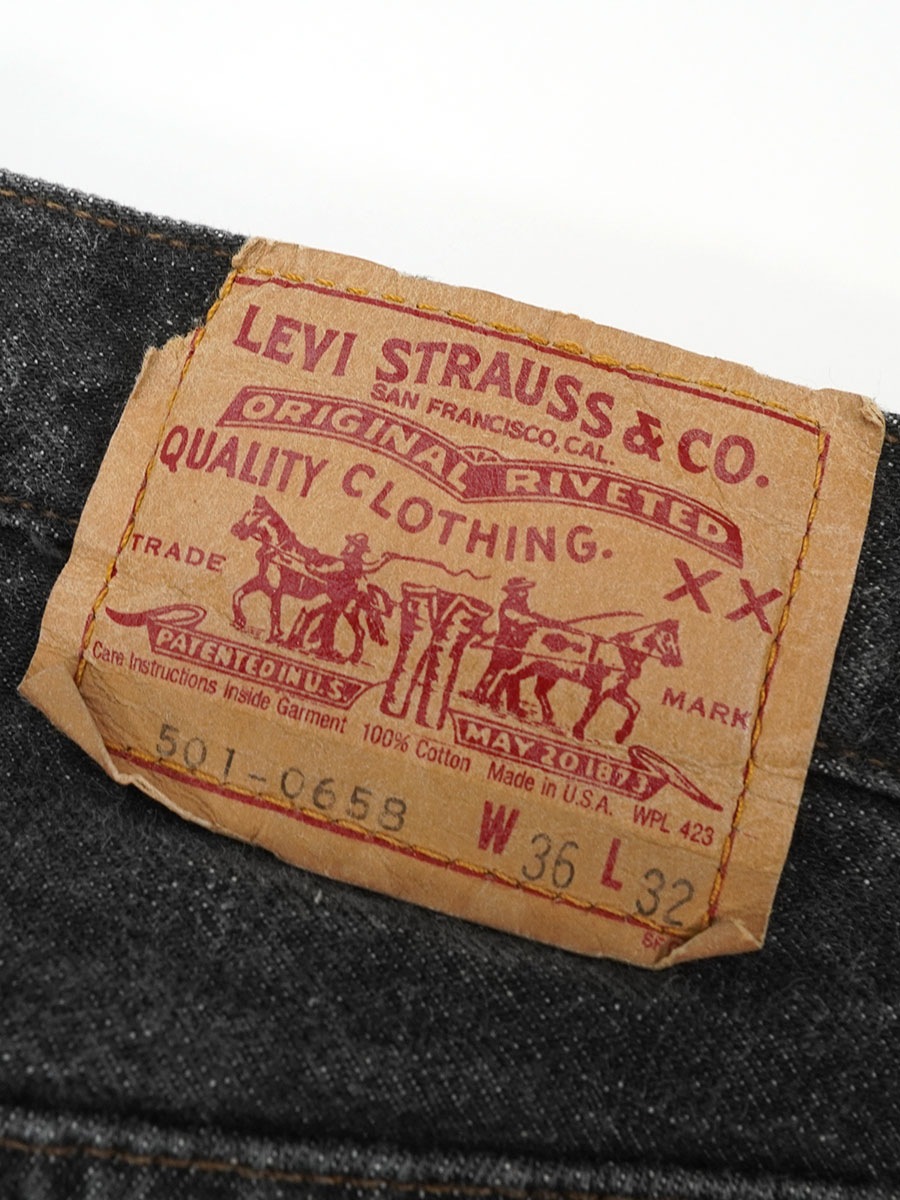 LEVI STRAUSS & CO.
SAN FRANCISCO, CAL.
ORIGINAL RIVETED
QUALITY CLOTHING.
XX
TRADE MARK
PATENTED IN U.S.
MAY 20 1873
Care Instructions Inside Garment 100% Cotton Made in U.S.A. WPL 423
501-0658 W 36 L 32